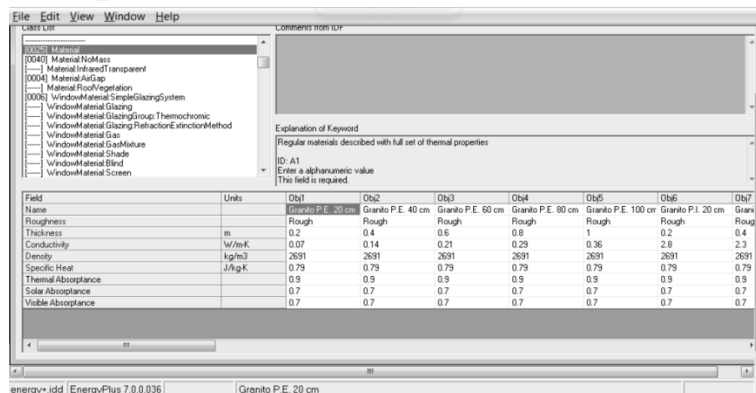 File Edit View Window Help
Class List
Comments from IDF
[0025] Material
[0040] Material:NoMass
[-----] Material:InfraredTransparent
[0004] Material:AirGap
[-----] Material:RoofVegetation
[0006] WindowMaterial:SimpleGlazingSystem
[-----] WindowMaterial:Glazing
[-----] WindowMaterial:GlazingGroup:Thermochromic
[-----] WindowMaterial:Glazing:RefractionExtinctionMethod
[-----] WindowMaterial:Gas
[-----] WindowMaterial:GasMixture
[-----] WindowMaterial:Shade
[-----] WindowMaterial:Blind
[-----] WindowMaterial:Screen
Explanation of Keyword
Regular materials described with full set of thermal properties
ID: A1
Enter a alphanumeric value
This field is required.
Field Units Obj1 Obj2 Obj3 Obj4 Obj5 Obj6 Obj7
Name Granito P.E. 20 cm Granito P.E. 40 cm Granito P.E. 60 cm Granito P.E. 80 cm Granito P.E. 100 cm Granito P.I. 20 cm Grani
Roughness Rough Rough Rough Rough Rough Rough Roug
Thickness m 0.2 0.4 0.6 0.8 1 0.2 0.4
Conductivity W/m-K 0.07 0.14 0.21 0.29 0.36 2.8 2.3
Density kg/m3 2691 2691 2691 2691 2691 2691 2691
Specific Heat J/kg-K 0.79 0.79 0.79 0.79 0.79 0.79 0.79
Thermal Absorptance 0.9 0.9 0.9 0.9 0.9 0.9 0.9
Solar Absorptance 0.7 0.7 0.7 0.7 0.7 0.7 0.7
Visible Absorptance 0.7 0.7 0.7 0.7 0.7 0.7 0.7
energy+.idd EnergyPlus 7.0.0.036 Granito P.E. 20 cm